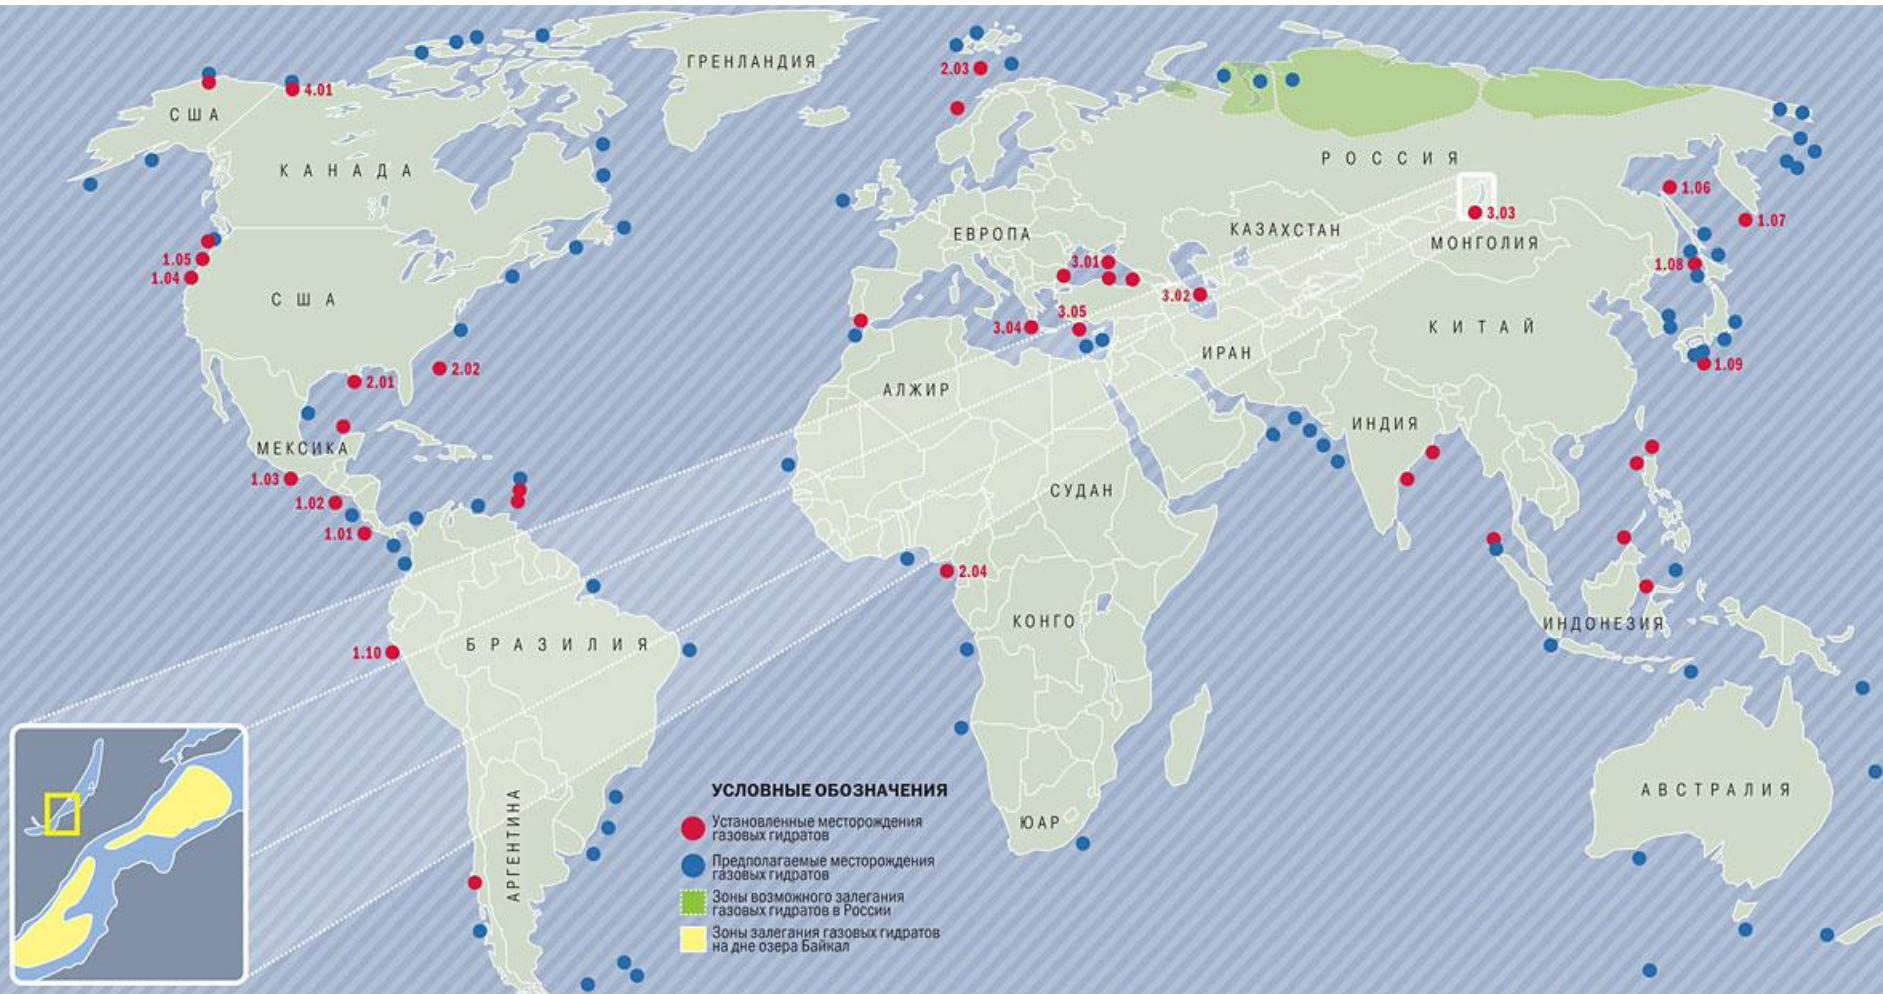 ГРЕНЛАНДИЯ
2.03
4.01
США
РОССИЯ
КАНАДА
1.06
3.03
1.07
ЕВРОПА
КАЗАХСТАН
МОНГОЛИЯ
1.05
3.01
1.08
1.04
США
3.02
3.05
3.04
КИТАЙ
ИРАН
1.09
2.02
2.01
АЛЖИР
ИНДИЯ
МЕКСИКА
1.03
СУДАН
1.02
1.01
2.04
КОНГО
ИНДОНЕЗИЯ
БРАЗИЛИЯ
1.10
АВСТРАЛИЯ
ЮАР
АРГЕНТИНА
УСЛОВНЫЕ ОБОЗНАЧЕНИЯ
Установленные месторождения
газовых гидратов
Предполагаемые месторождения
газовых гидратов
Зоны возможного залегания
газовых гидратов в России
Зоны залегания газовых гидратов
на дне озера Байкал